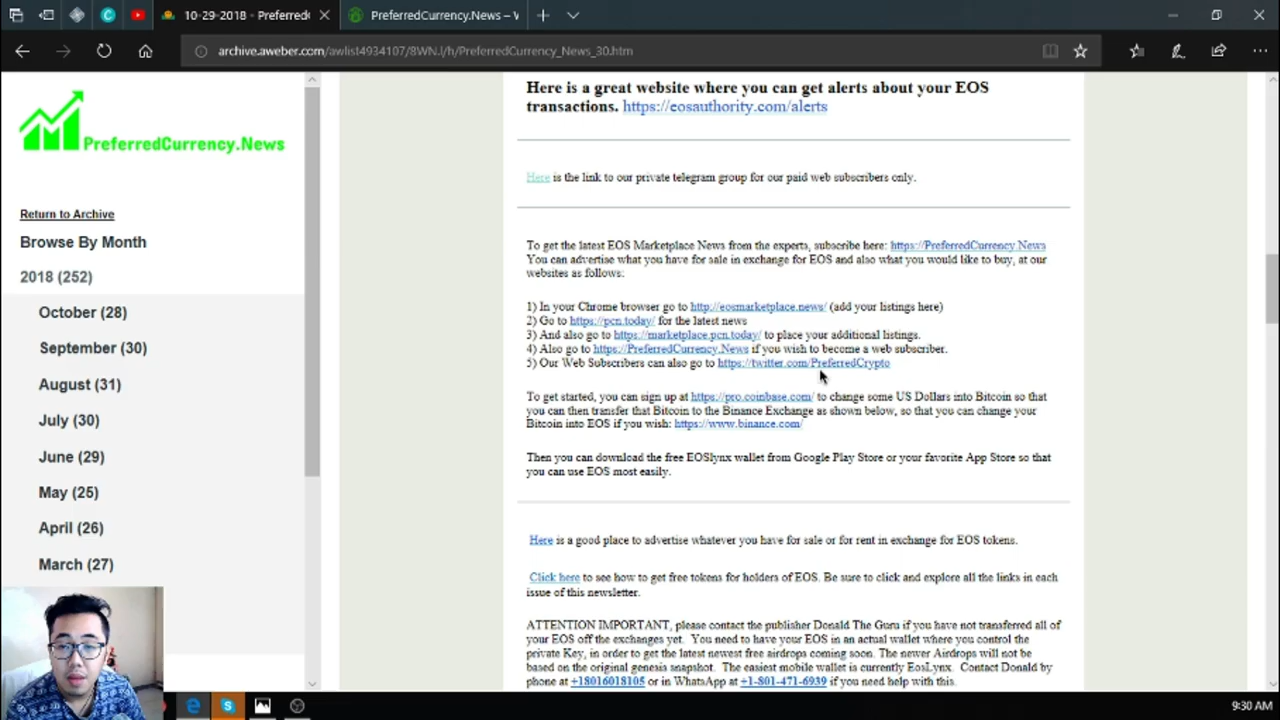 10-29-2018 - Preferred
PreferredCurrency.News –
archive.aweber.com/awlist4934107/8WN.l/h/PreferredCurrency_News_30.htm
PreferredCurrency.News
Return to Archive
Browse By Month
2018 (252)
October (28)
September (30)
August (31)
July (30)
June (29)
May (25)
April (26)
March (27)
Here is a great website where you can get alerts about your EOS
transactions. https://eosauthority.com/alerts
Here is the link to our private telegram group for our paid web subscribers only.
To get the latest EOS Marketplace News from the experts, subscribe here: https://PreferredCurrency.News
You can advertise what you have for sale in exchange for EOS and also what you would like to buy, at our
websites as follows:
1) In your Chrome browser go to http://eosmarketplace.news/ (add your listings here)
2) Go to https://pcn.today/ for the latest news
3) And also go to https://marketplace.pcn.today/ to place your additional listings.
4) Also go to https://PreferredCurrency.News if you wish to become a web subscriber.
5) Our Web Subscribers can also go to https://twitter.com/PreferredCrypto
To get started, you can sign up at https://pro.coinbase.com/ to change some US Dollars into Bitcoin so that
you can then transfer that Bitcoin to the Binance Exchange as shown below, so that you can change your
Bitcoin into EOS if you wish: https://www.binance.com/
Then you can download the free EOSlynx wallet from Google Play Store or your favorite App Store so that
you can use EOS most easily.
Here is a good place to advertise whatever you have for sale or for rent in exchange for EOS tokens.
Click here to see how to get free tokens for holders of EOS. Be sure to click and explore all the links in each
issue of this newsletter.
ATTENTION IMPORTANT, please contact the publisher Donald The Guru if you have not transferred all of
your EOS off the exchanges yet. You need to have your EOS in an actual wallet where you control the
private Key, in order to get the latest newest free airdrops coming soon. The newer Airdrops will not be
based on the original genesis snapshot. The easiest mobile wallet is currently EosLynx. Contact Donald by
phone at +18016018105 or in WhatsApp at +1-801-471-6939 if you need help with this.
9:30 AM